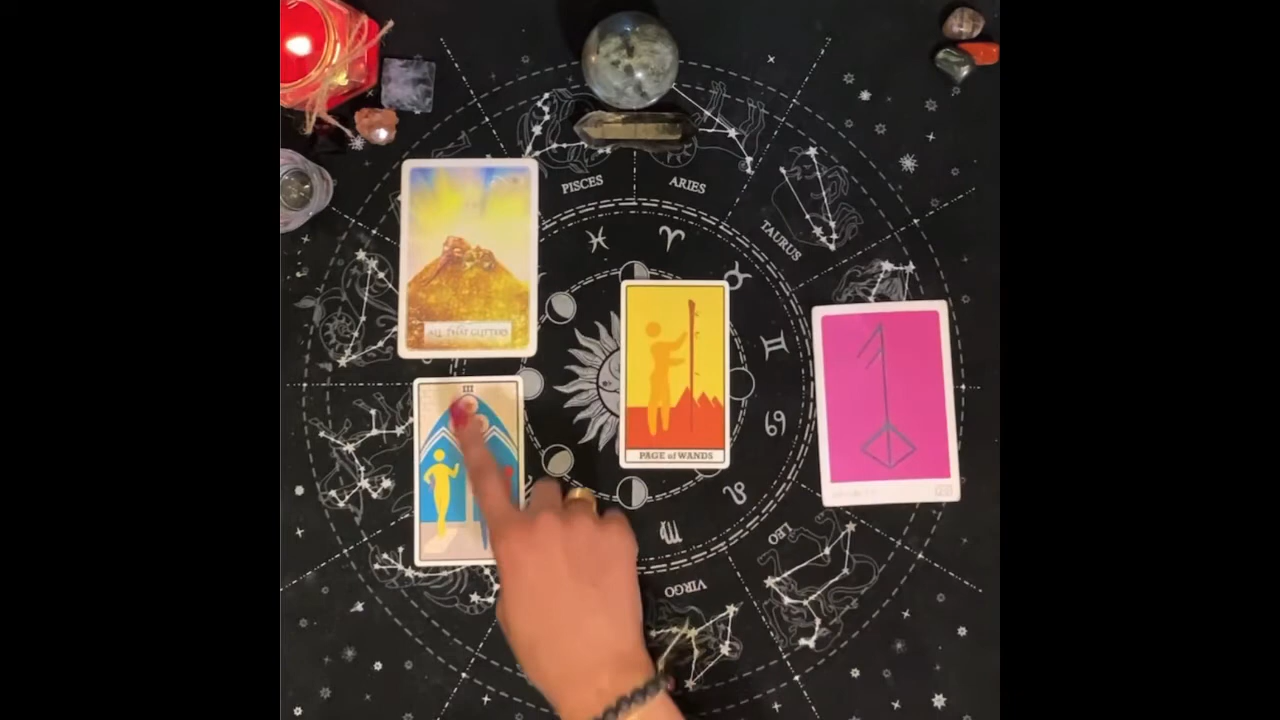 PISCES
ARIES
TAURUS
ALL THAT GLITTERS
III
PAGE of WANDS
LEO
VIRGO